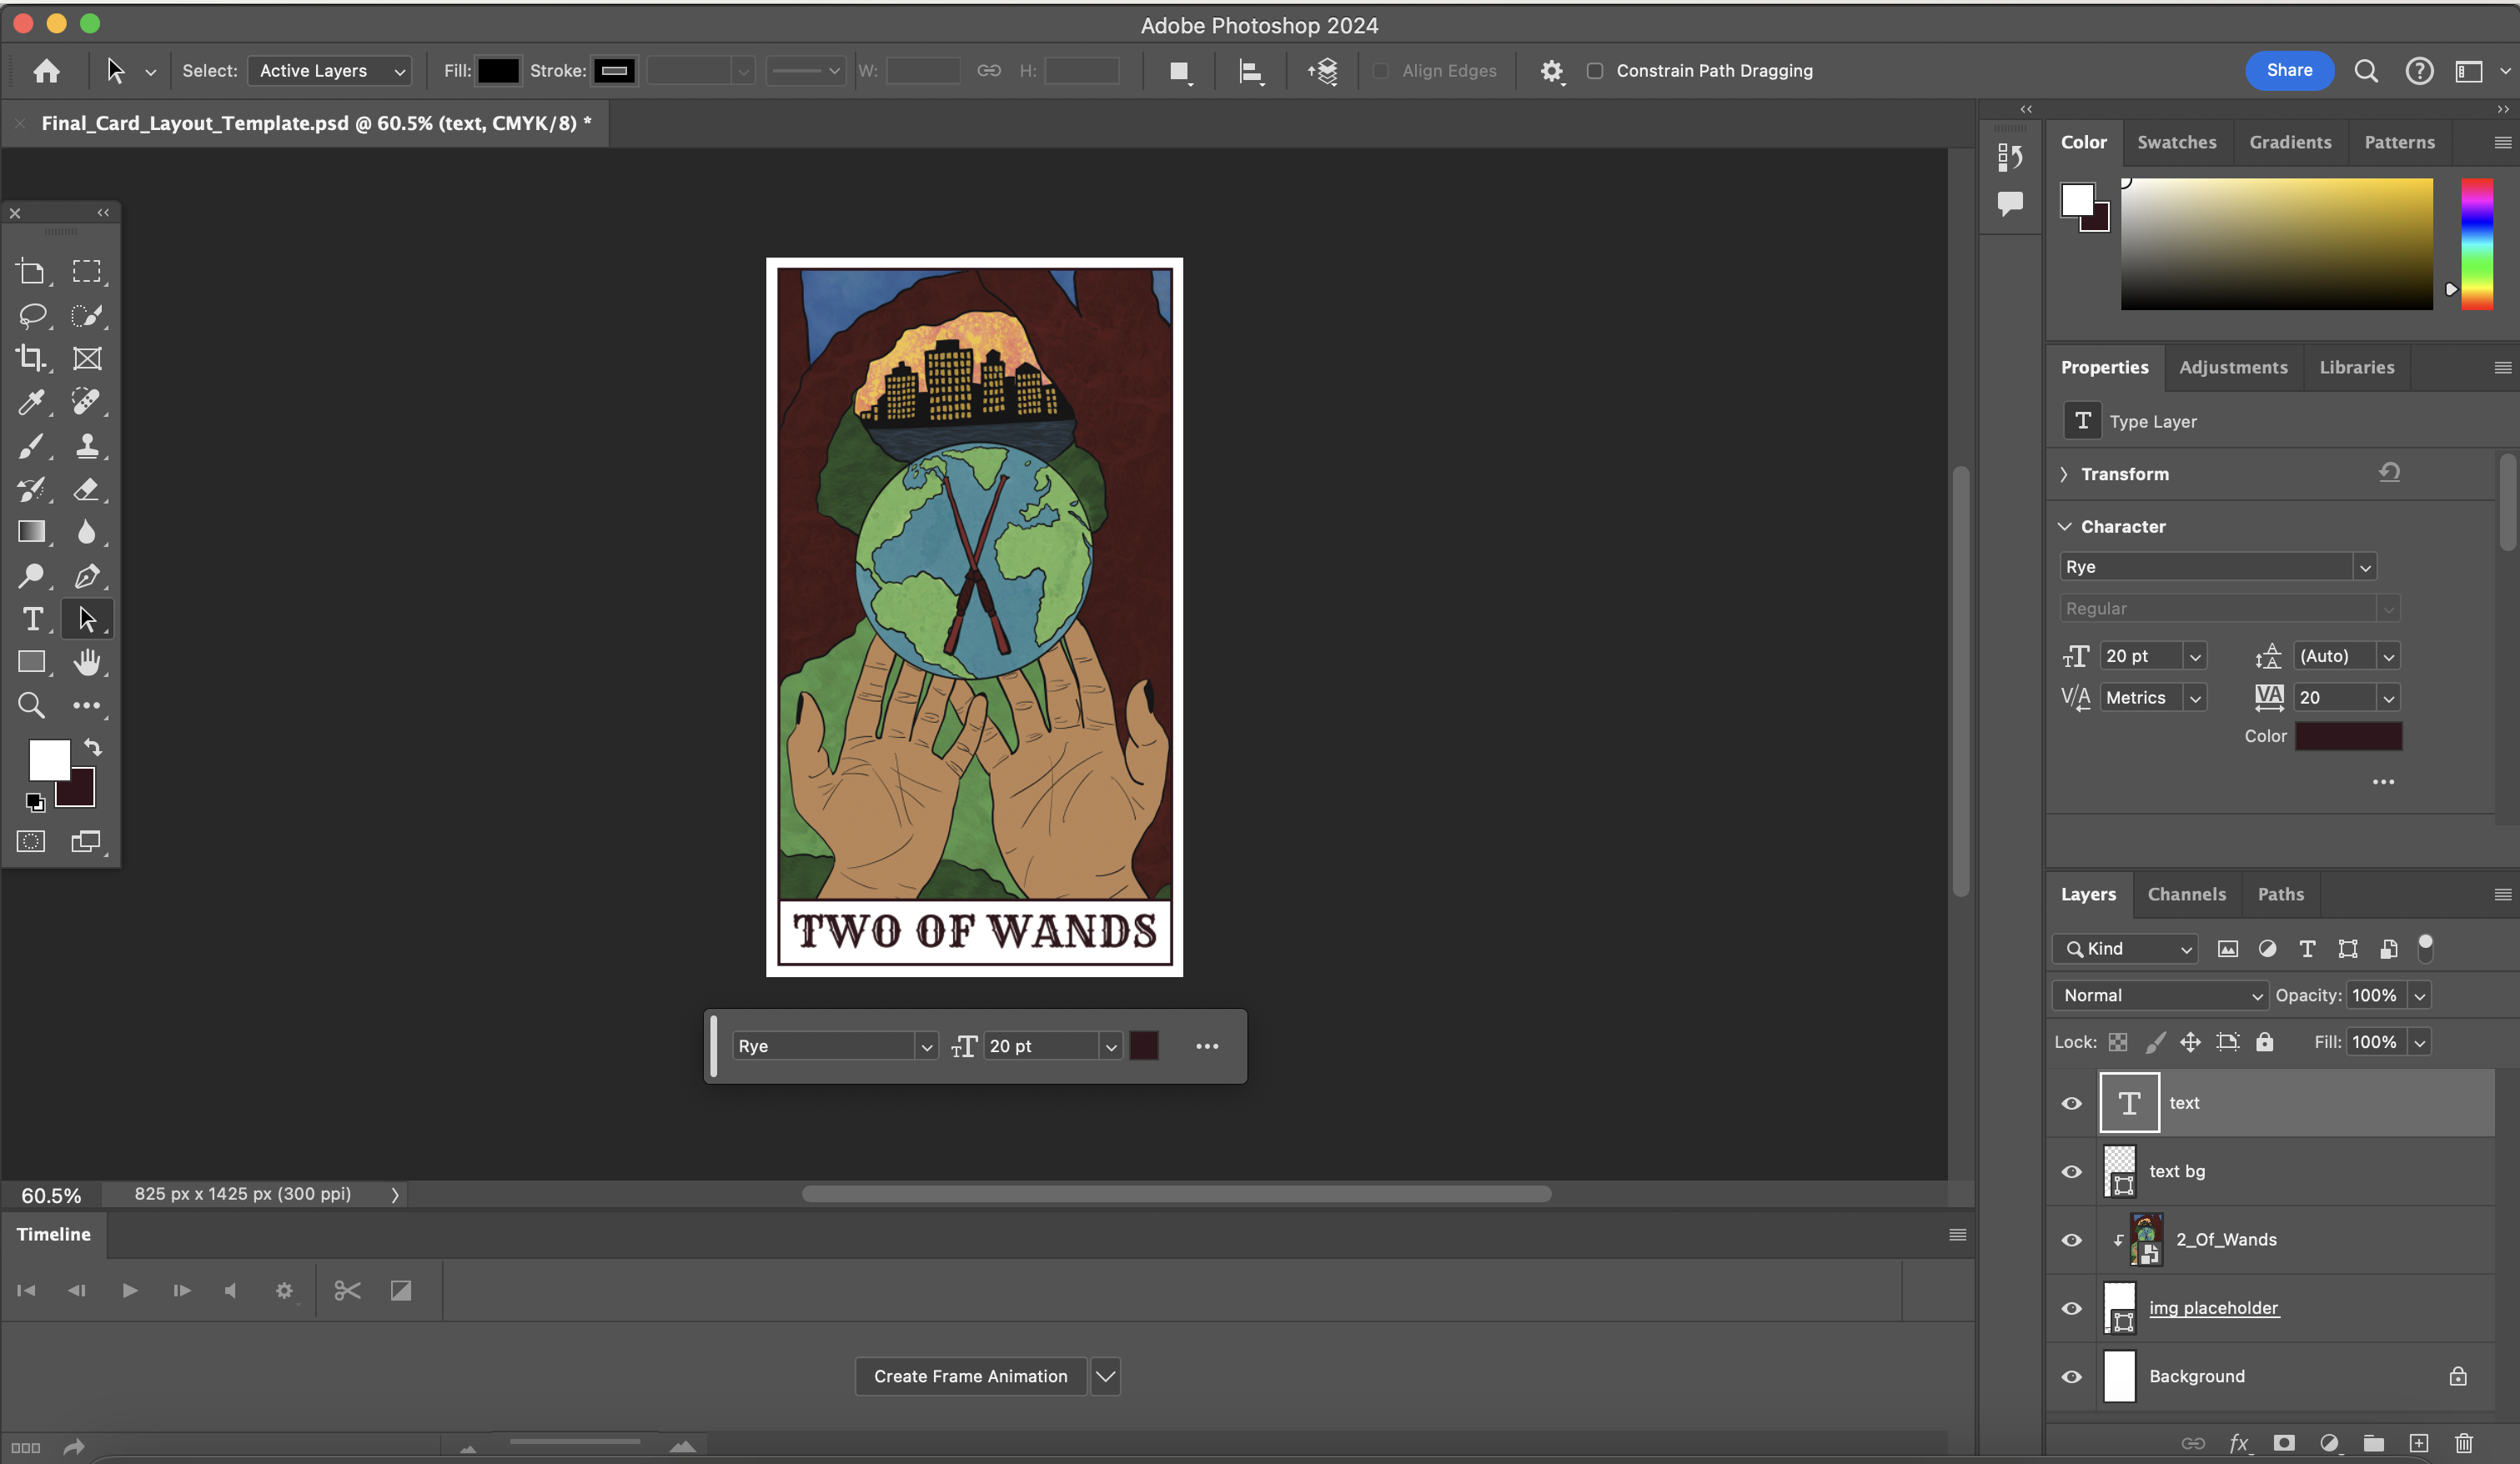 Adobe Photoshop 2024
Select: Active Layers Fill: Stroke: W: H: Align Edges Constrain Path Dragging Share
Final_Card_Layout_Template.psd @ 60.5% (text, CMYK/8) *
Color Swatches Gradients Patterns
Properties Adjustments Libraries
T Type Layer
Transform
Character
Rye
Regular
20 pt (Auto)
Metrics 20
Color
TWO OF WANDS
Rye 20 pt
Layers Channels Paths
Kind
Normal Opacity: 100%
Lock: Fill: 100%
text
text bg
2_Of_Wands
img placeholder
Background
60.5% 825 px x 1425 px (300 ppi)
Timeline
Create Frame Animation
fx